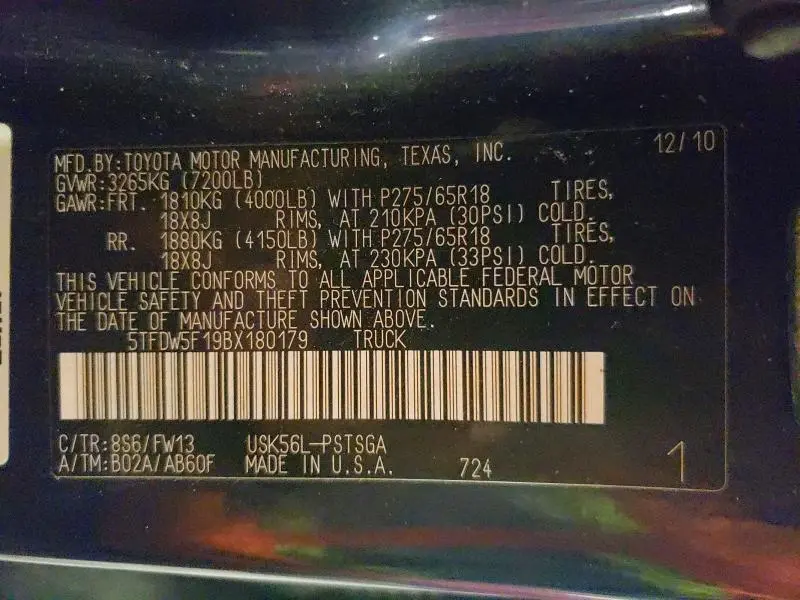 12/10
MFD.BY:TOYOTA MOTOR MANUFACTURING, TEXAS, INC.
GVWR:3265KG (7200LB)
GAWR:FRT. 1810KG (4000LB) WITH P275/65R18 TIRES,
18X8J RIMS, AT 210KPA (30PSI) COLD.
RR. 1880KG (4150LB) WITH P275/65R18 TIRES,
18X8J RIMS, AT 230KPA (33PSI) COLD.
THIS VEHICLE CONFORMS TO ALL APPLICABLE FEDERAL MOTOR
VEHICLE SAFETY AND THEFT PREVENTION STANDARDS IN EFFECT ON
THE DATE OF MANUFACTURE SHOWN ABOVE.
5TFDW5F19BX180179 TRUCK
C/TR:8S6/FW13 USK56L-PSTSGA
A/TM:B02A/AB60F MADE IN U.S.A. 724 1